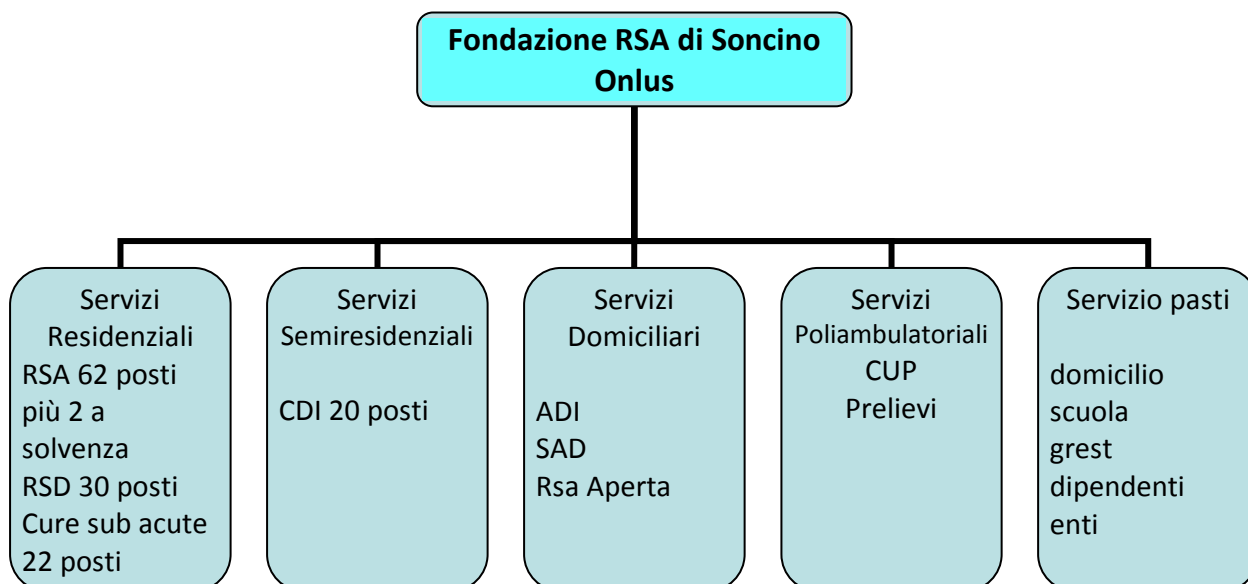 Fondazione RSA di Soncino
Onlus
Servizi
Residenziali
RSA 62 posti
più 2 a
solvenza
RSD 30 posti
Cure sub acute
22 posti
Servizi
Semiresidenziali
CDI 20 posti
Servizi
Domiciliari
ADI
SAD
Rsa Aperta
Servizi
Poliambulatoriali
CUP
Prelievi
Servizio pasti
domicilio
scuola
grest
dipendenti
enti